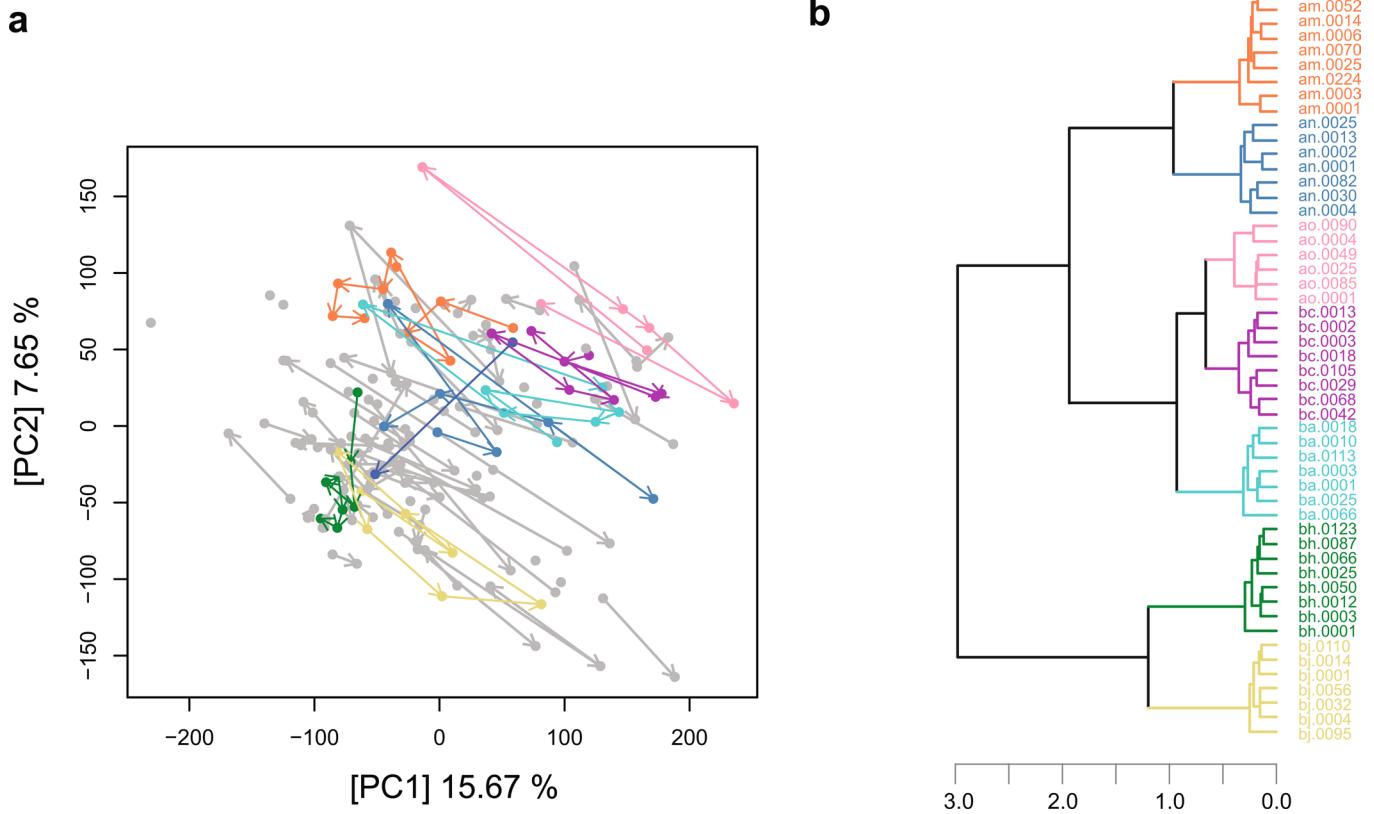 a
b
[PC2] 7.65 %
150
100
50
0
−50
−100
−150
−200
−100
0
100
200
[PC1] 15.67 %
am.0052
am.0014
am.0006
am.0070
am.0025
am.0224
am.0003
am.0001
an.0025
an.0013
an.0002
an.0001
an.0082
an.0030
an.0004
ao.0090
ao.0004
ao.0049
ao.0025
ao.0085
ao.0001
bc.0013
bc.0002
bc.0003
bc.0018
bc.0105
bc.0029
bc.0068
bc.0042
ba.0018
ba.0010
ba.0113
ba.0003
ba.0001
ba.0025
ba.0066
bh.0123
bh.0087
bh.0066
bh.0025
bh.0050
bh.0012
bh.0003
bh.0001
bj.0110
bj.0014
bj.0001
bj.0056
bj.0032
bj.0004
bj.0095
3.0
2.0
1.0
0.0